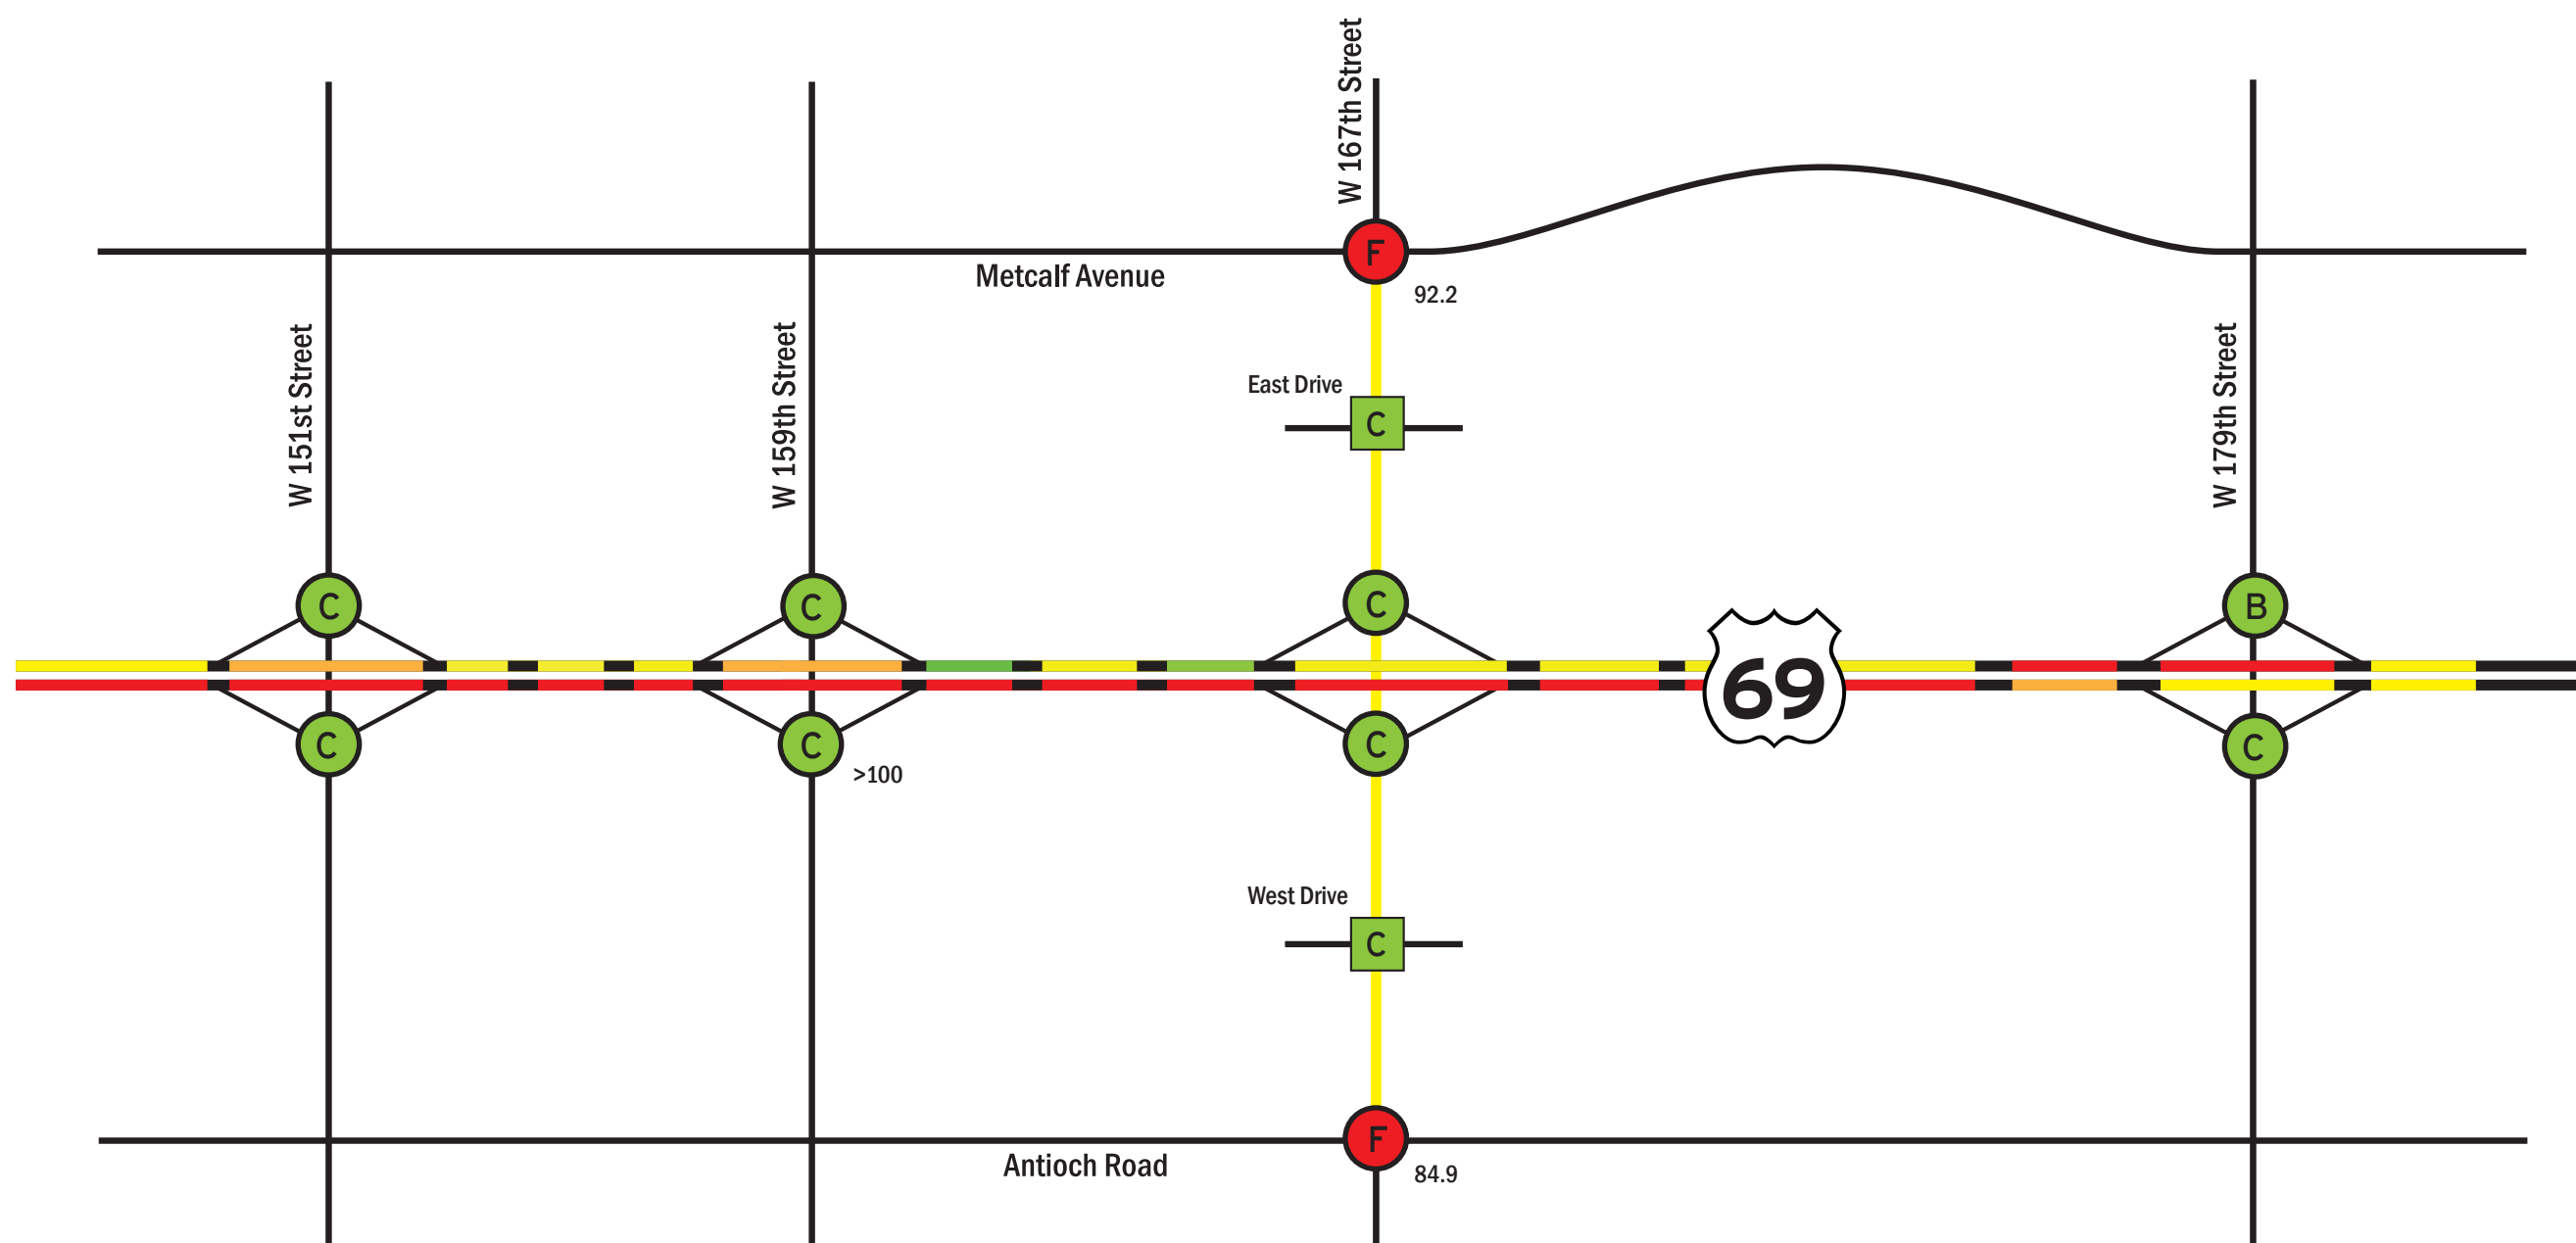 W 167th Street
F
Metcalf Avenue
92.2
W 151st Street
W 159th Street
East Drive
C
W 179th Street
C
C
C
B
69
C
C
>100
C
C
West Drive
C
F
Antioch Road
84.9